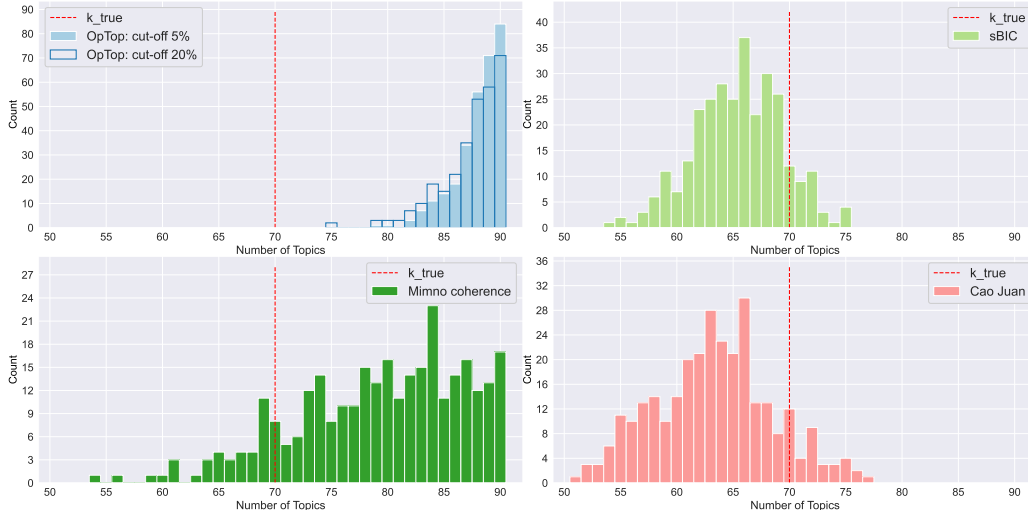 k_true
OpTop: cut-off 5%
OpTop: cut-off 20%
90
80
70
60
50
40
30
20
10
0
Count
50 55 60 65 70 75 80 85 90
Number of Topics
k_true
sBIC
40
35
30
25
20
15
10
5
0
Count
50 55 60 65 70 75 80 85 90
Number of Topics
k_true
Mimno coherence
27
24
21
18
15
12
9
6
3
0
Count
50 55 60 65 70 75 80 85 90
Number of Topics
k_true
Cao Juan
36
32
28
24
20
16
12
8
4
0
Count
50 55 60 65 70 75 80 85 90
Number of Topics